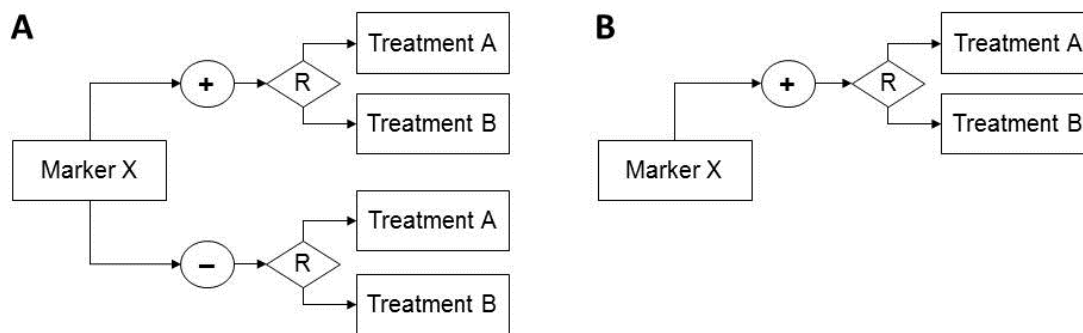 A
Treatment A
+
R
Treatment B
Marker X
Treatment A
−
R
Treatment B
B
Treatment A
+
R
Treatment B
Marker X